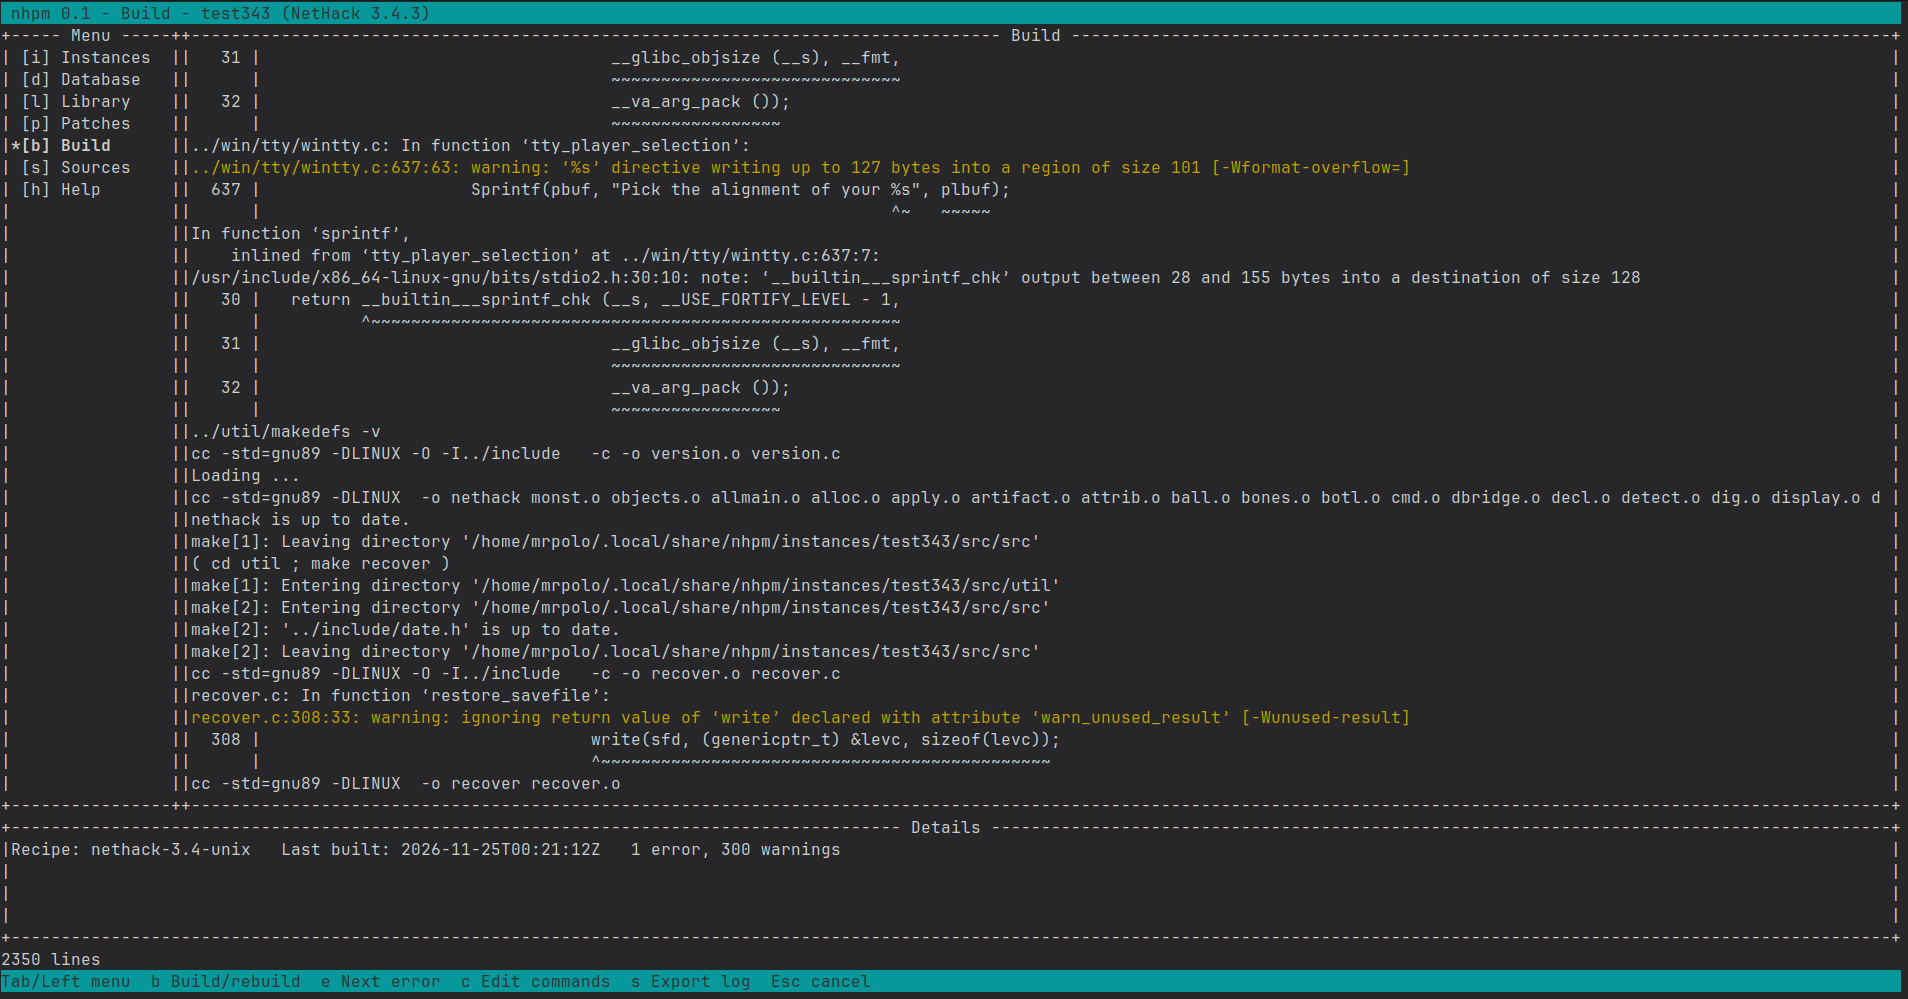 nhpm 0.1 - Build - test343 (NetHack 3.4.3)
+----- Menu -----++--------------------------------------------------------------------------------- Build ----------------------------------------------------------------------------------+
| [i] Instances  ||   31 |                                   __glibc_objsize (__s), __fmt, |
| [d] Database   ||      |                                   ~~~~~~~~~~~~~~~~~~~~~~~~~~~~~ |
| [l] Library    ||   32 |                                   __va_arg_pack ()); |
| [p] Patches    ||      |                                   ~~~~~~~~~~~~~~~~~ |
|*[b] Build      ||../win/tty/wintty.c: In function ‘tty_player_selection’: |
| [s] Sources    ||../win/tty/wintty.c:637:63: warning: ‘%s’ directive writing up to 127 bytes into a region of size 101 [-Wformat-overflow=] |
| [h] Help       ||  637 |                     Sprintf(pbuf, "Pick the alignment of your %s", plbuf); |
|                ||      |                                                               ^~   ~~~~~ |
|                ||In function ‘sprintf’, |
|                ||    inlined from ‘tty_player_selection’ at ../win/tty/wintty.c:637:7: |
|                ||/usr/include/x86_64-linux-gnu/bits/stdio2.h:30:10: note: ‘__builtin___sprintf_chk’ output between 28 and 155 bytes into a destination of size 128 |
|                ||   30 |   return __builtin___sprintf_chk (__s, __USE_FORTIFY_LEVEL - 1, |
|                ||      |          ^~~~~~~~~~~~~~~~~~~~~~~~~~~~~~~~~~~~~~~~~~~~~~~~~~~~~~ |
|                ||   31 |                                   __glibc_objsize (__s), __fmt, |
|                ||      |                                   ~~~~~~~~~~~~~~~~~~~~~~~~~~~~~ |
|                ||   32 |                                   __va_arg_pack ()); |
|                ||      |                                   ~~~~~~~~~~~~~~~~~ |
|                ||../util/makedefs -v |
|                ||cc -std=gnu89 -DLINUX -O -I../include   -c -o version.o version.c |
|                ||Loading ... |
|                ||cc -std=gnu89 -DLINUX  -o nethack monst.o objects.o allmain.o alloc.o apply.o artifact.o attrib.o ball.o bones.o botl.o cmd.o dbridge.o decl.o detect.o dig.o display.o d |
|                ||nethack is up to date. |
|                ||make[1]: Leaving directory '/home/mrpolo/.local/share/nhpm/instances/test343/src/src' |
|                ||( cd util ; make recover ) |
|                ||make[1]: Entering directory '/home/mrpolo/.local/share/nhpm/instances/test343/src/util' |
|                ||make[2]: Entering directory '/home/mrpolo/.local/share/nhpm/instances/test343/src/src' |
|                ||make[2]: '../include/date.h' is up to date. |
|                ||make[2]: Leaving directory '/home/mrpolo/.local/share/nhpm/instances/test343/src/src' |
|                ||cc -std=gnu89 -DLINUX -O -I../include   -c -o recover.o recover.c |
|                ||recover.c: In function ‘restore_savefile’: |
|                ||recover.c:308:33: warning: ignoring return value of ‘write’ declared with attribute ‘warn_unused_result’ [-Wunused-result] |
|                ||  308 |                                 write(sfd, (genericptr_t) &levc, sizeof(levc)); |
|                ||      |                                 ^~~~~~~~~~~~~~~~~~~~~~~~~~~~~~~~~~~~~~~~~~~~~~ |
|                ||cc -std=gnu89 -DLINUX  -o recover recover.o |
+----------------++--------------------------------------------------------------------------------------------------------------------------------------------------------------------------+
+----------------------------------------------------------------------------------------- Details ------------------------------------------------------------------------------------------+
|Recipe: nethack-3.4-unix   Last built: 2026-11-25T00:21:12Z   1 error, 300 warnings |
2350 lines
Tab/Left menu  b Build/rebuild  e Next error  c Edit commands  s Export log  Esc cancel